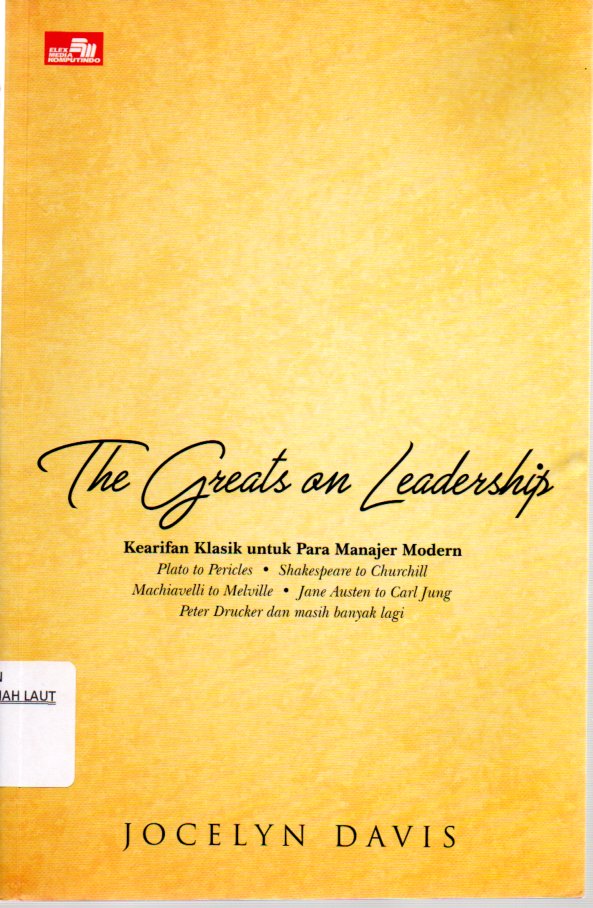 ELEX
MEDIA
KOMPUTINDO
The Greats on Leadership
Kearifan Klasik untuk Para Manajer Modern
Plato to Pericles • Shakespeare to Churchill
Machiavelli to Melville • Jane Austen to Carl Jung
Peter Drucker dan masih banyak lagi
AH LAUT
JOCELYN DAVIS